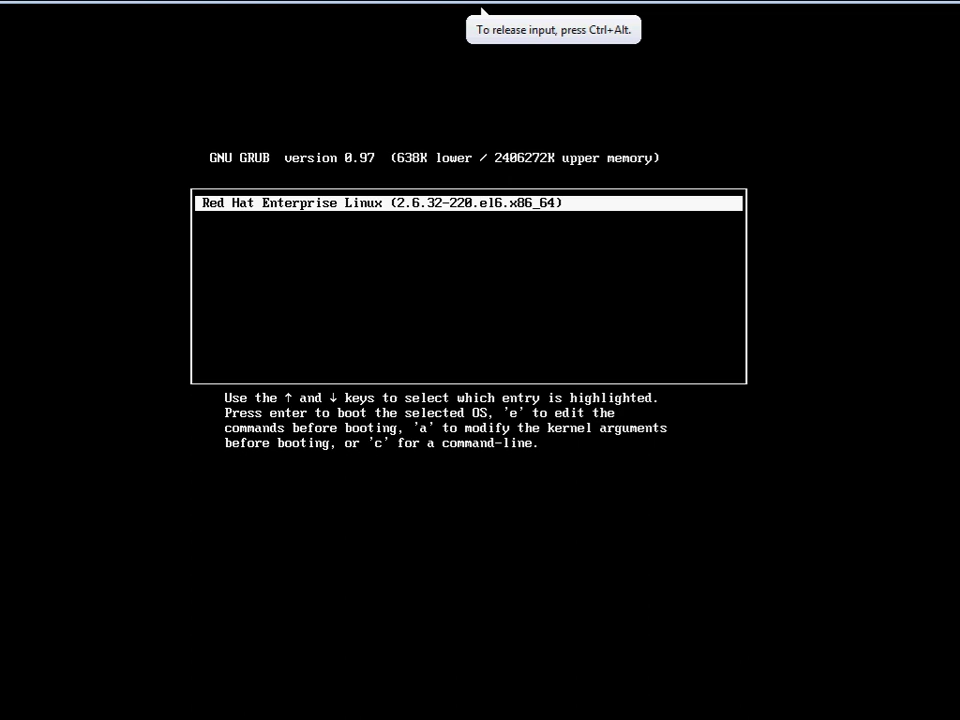 To release input, press Ctrl+Alt.
GNU GRUB  version 0.97  (638K lower / 2406272K upper memory)
Red Hat Enterprise Linux (2.6.32-220.el6.x86_64)
Use the ↑ and ↓ keys to select which entry is highlighted.
Press enter to boot the selected OS, 'e' to edit the
commands before booting, 'a' to modify the kernel arguments
before booting, or 'c' for a command-line.